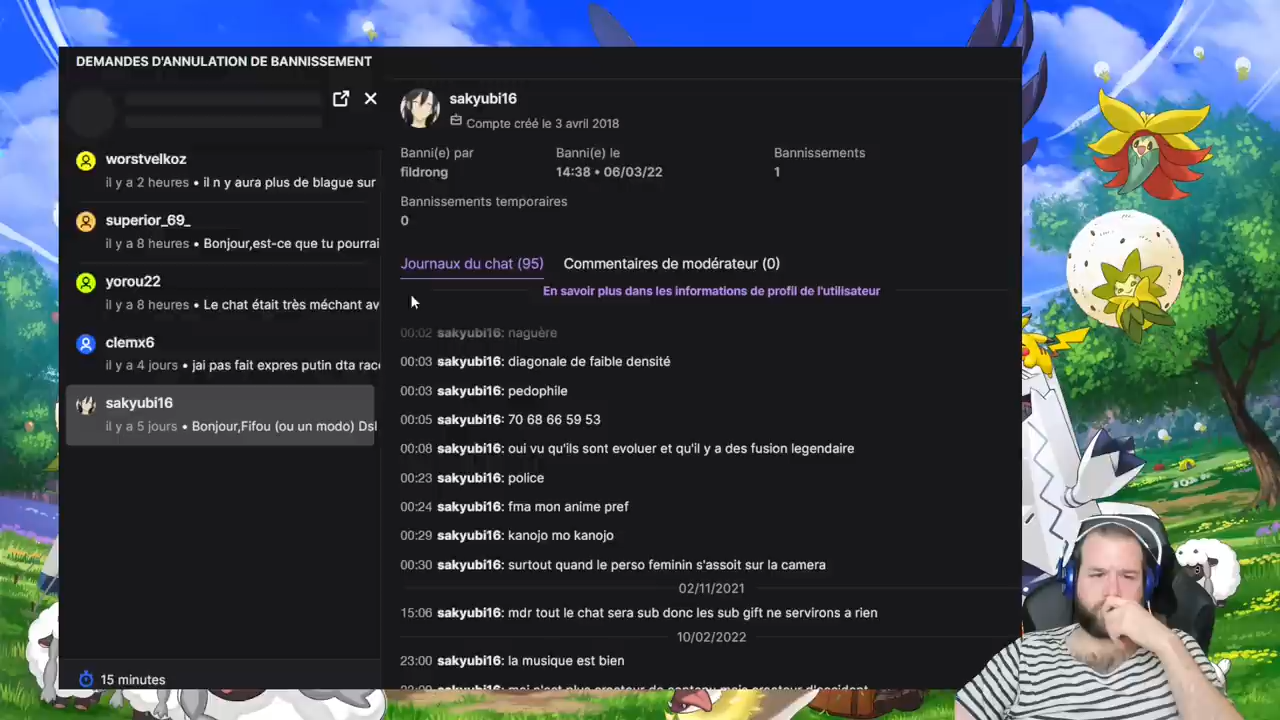 DEMANDES D'ANNULATION DE BANNISSEMENT
worstvelkoz
il y a 2 heures • il n y aura plus de blague sur
superior_69_
il y a 8 heures • Bonjour,est-ce que tu pourrai
yorou22
il y a 8 heures • Le chat était très méchant av
clemx6
il y a 4 jours • jai pas fait expres putin dta rac
sakyubi16
il y a 5 jours • Bonjour,Fifou (ou un modo) Dsl
15 minutes
sakyubi16
Compte créé le 3 avril 2018
Banni(e) par Banni(e) le Bannissements
fildrong 14:38 • 06/03/22 1
Bannissements temporaires
0
Journaux du chat (95) Commentaires de modérateur (0)
En savoir plus dans les informations de profil de l'utilisateur
00:02 sakyubi16: naguère
00:03 sakyubi16: diagonale de faible densité
00:03 sakyubi16: pedophile
00:05 sakyubi16: 70 68 66 59 53
00:08 sakyubi16: oui vu qu'ils sont evoluer et qu'il y a des fusion legendaire
00:23 sakyubi16: police
00:24 sakyubi16: fma mon anime pref
00:29 sakyubi16: kanojo mo kanojo
00:30 sakyubi16: surtout quand le perso feminin s'assoit sur la camera
02/11/2021
15:06 sakyubi16: mdr tout le chat sera sub donc les sub gift ne servirons a rien
10/02/2022
23:00 sakyubi16: la musique est bien